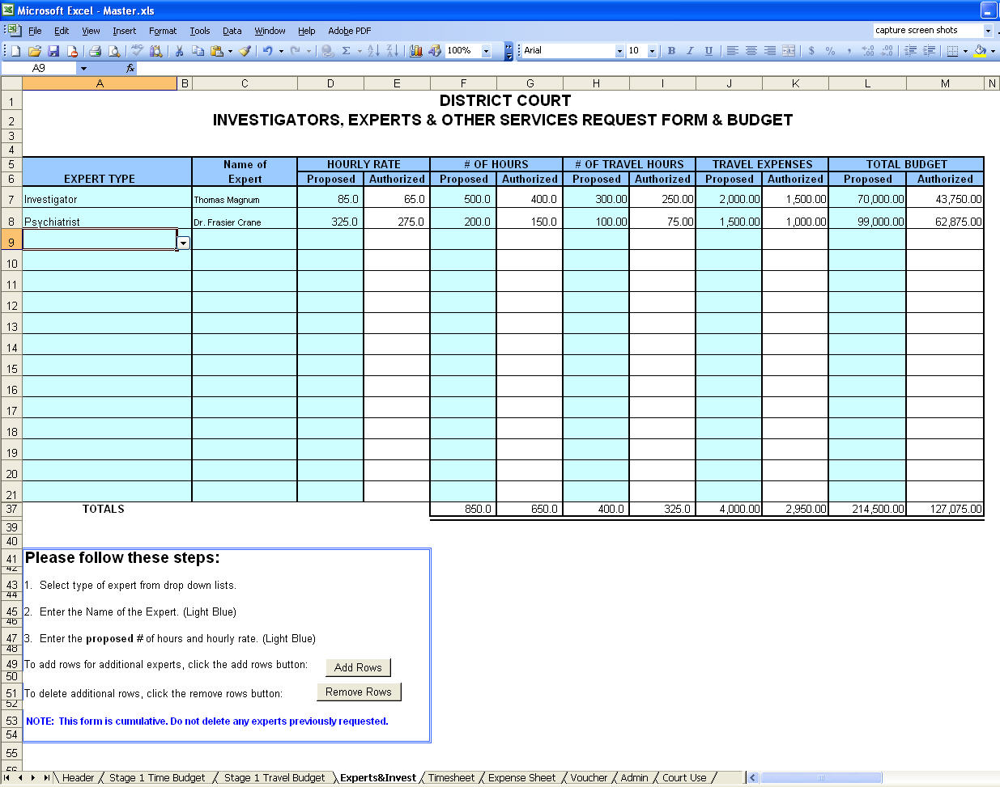 Microsoft Excel - Master.xls
File Edit View Insert Format Tools Data Window Help Adobe PDF
capture screen shots
100% Arial 10 B I U $ %
A9 fx
A B C D E F G H I J K L M N
1 DISTRICT COURT
2 INVESTIGATORS, EXPERTS & OTHER SERVICES REQUEST FORM & BUDGET
3
4
5 Name of HOURLY RATE # OF HOURS # OF TRAVEL HOURS TRAVEL EXPENSES TOTAL BUDGET
6 EXPERT TYPE Expert Proposed Authorized Proposed Authorized Proposed Authorized Proposed Authorized Proposed Authorized
7 Investigator Thomas Magnum 85.0 65.0 500.0 400.0 300.00 250.00 2,000.00 1,500.00 70,000.00 43,750.00
8 Psychiatrist Dr. Frasier Crane 325.0 275.0 200.0 150.0 100.00 75.00 1,500.00 1,000.00 99,000.00 62,875.00
9
10
11
12
13
14
15
16
17
18
19
20
21
37 TOTALS 850.0 650.0 400.0 325.0 4,000.00 2,950.00 214,500.00 127,075.00
39
40
41 Please follow these steps:
42
43 1. Select type of expert from drop down lists.
44
45 2. Enter the Name of the Expert. (Light Blue)
46
47 3. Enter the proposed # of hours and hourly rate. (Light Blue)
48
49 To add rows for additional experts, click the add rows button: Add Rows
50
51 To delete additional rows, click the remove rows button: Remove Rows
52
53 NOTE: This form is cumulative. Do not delete any experts previously requested.
54
55
56
Header Stage 1 Time Budget Stage 1 Travel Budget Experts&Invest Timesheet Expense Sheet Voucher Admin Court Use